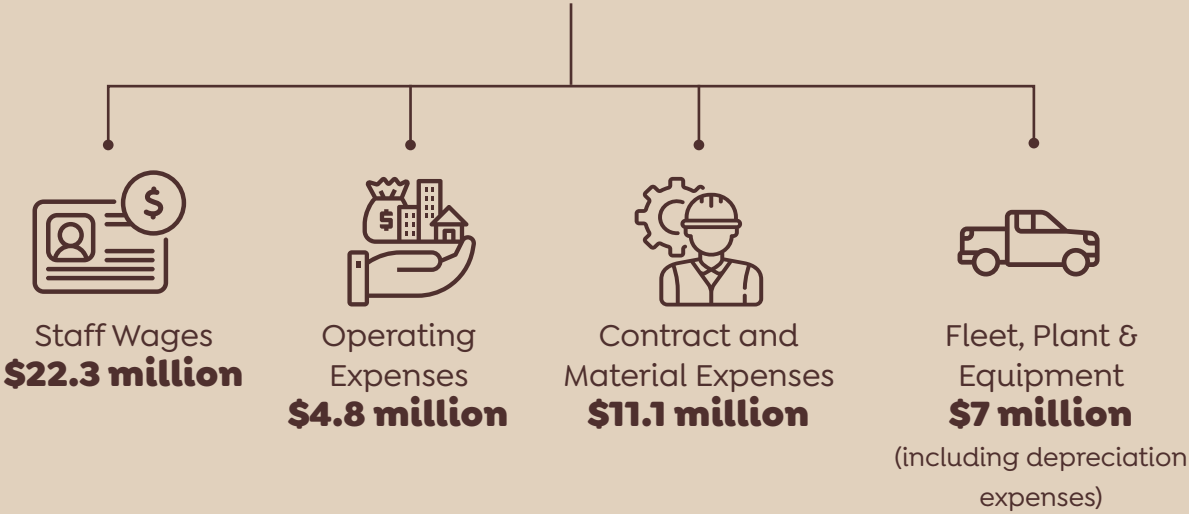 $
Staff Wages
$22.3 million
$
Operating
Expenses
$4.8 million
Contract and
Material Expenses
$11.1 million
Fleet, Plant &
Equipment
$7 million
(including depreciation
expenses)